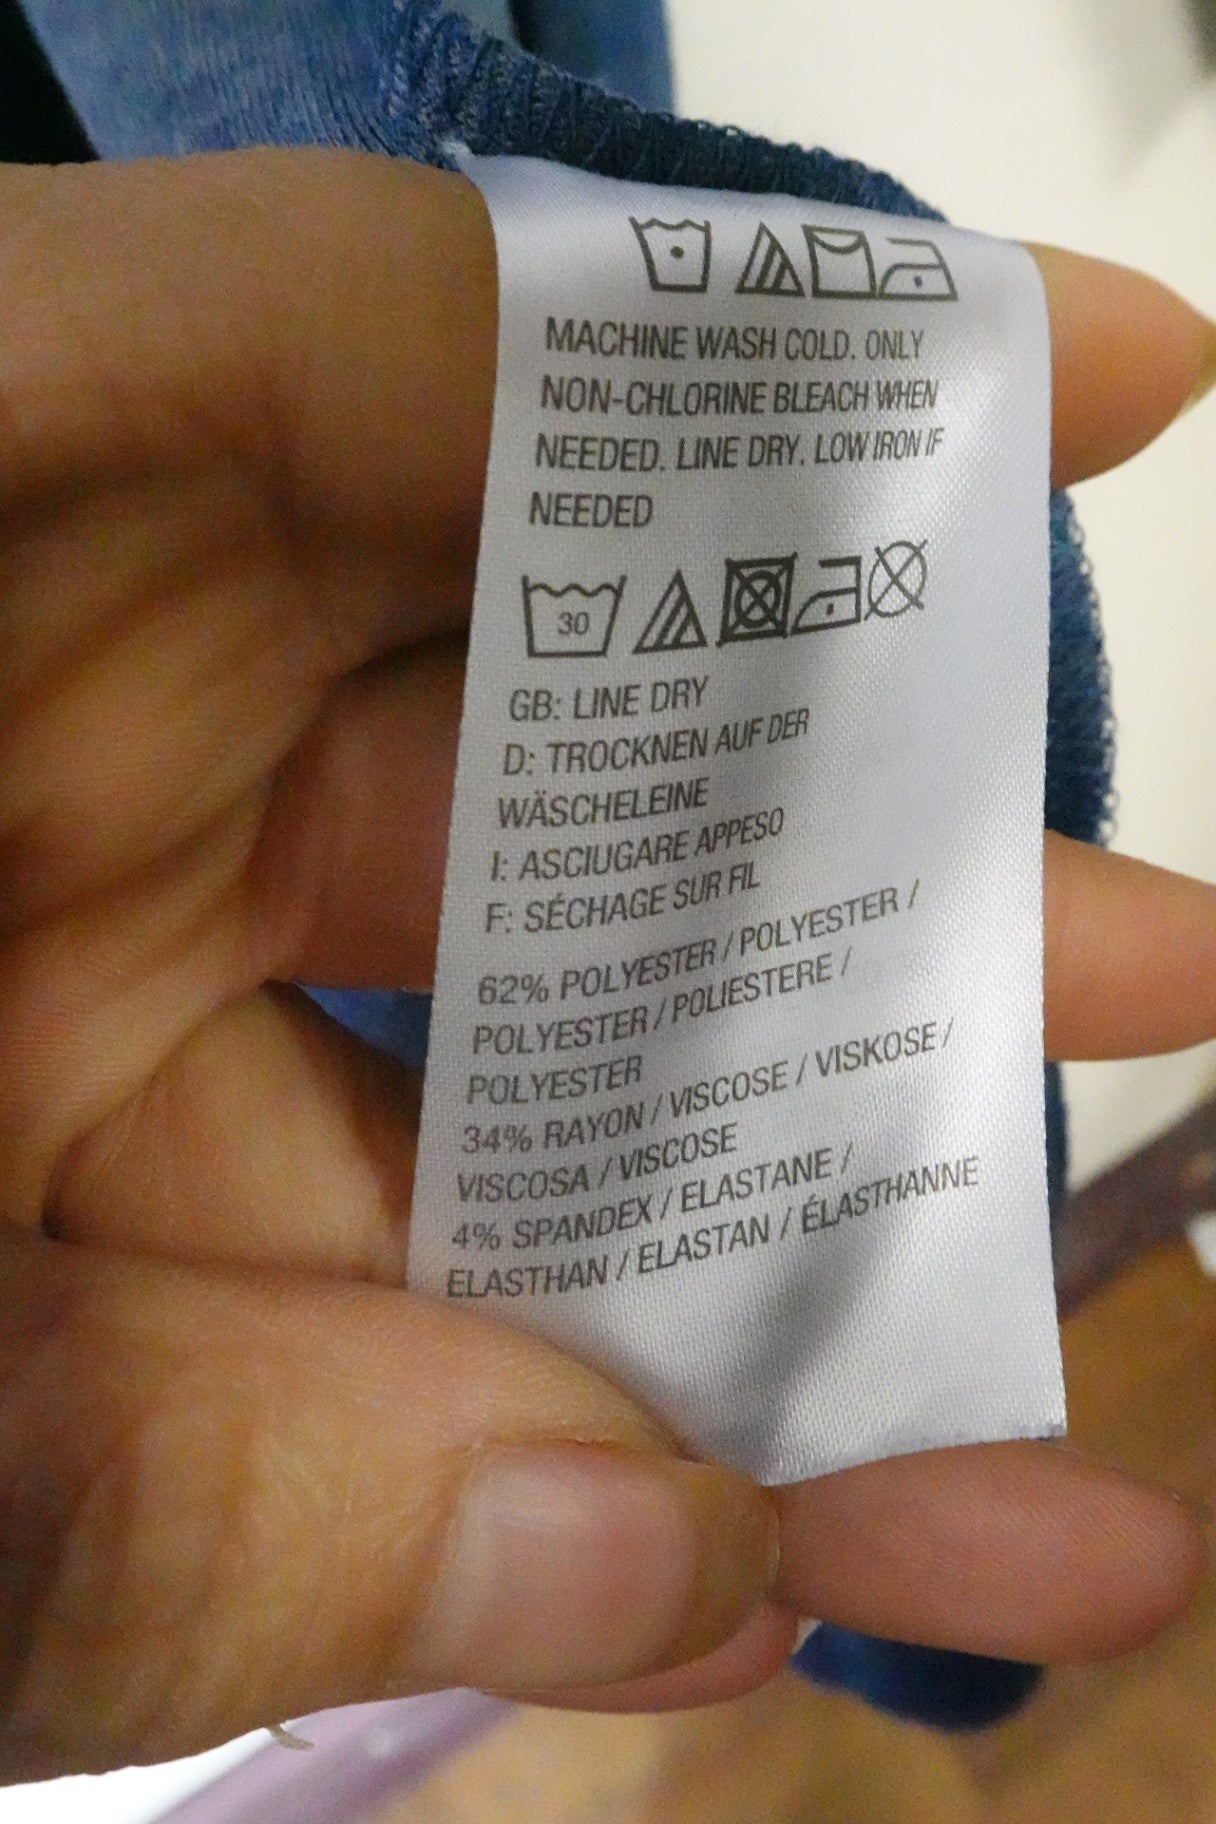 MACHINE WASH COLD. ONLY
NON-CHLORINE BLEACH WHEN
NEEDED. LINE DRY. LOW IRON IF
NEEDED
30
GB: LINE DRY
D: TROCKNEN AUF DER
WÄSCHELEINE
I: ASCIUGARE APPESO
F: SÉCHAGE SUR FIL
62% POLYESTER / POLYESTER /
POLYESTER / POLIESTERE /
POLYESTER
34% RAYON / VISCOSE / VISKOSE /
VISCOSA / VISCOSE
4% SPANDEX / ELASTANE /
ELASTHAN / ELASTAN / ÉLASTHANNE